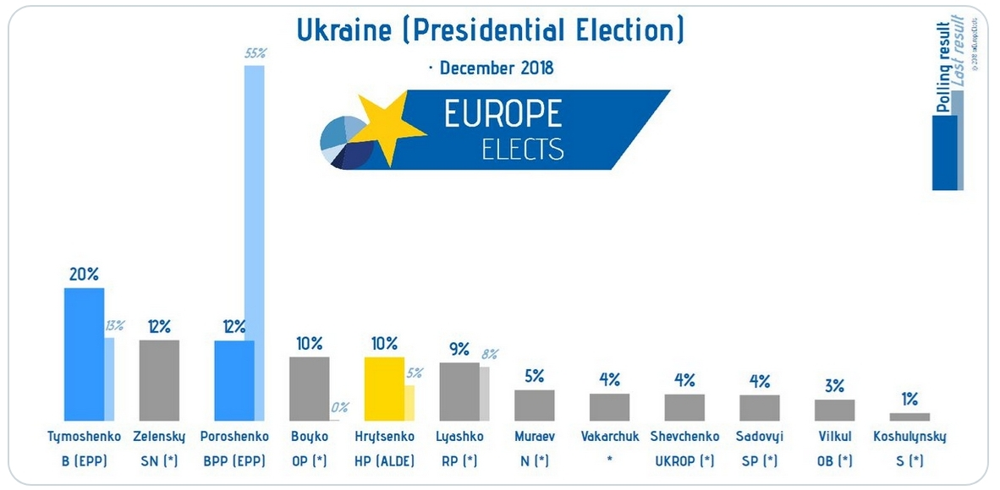 Ukraine (Presidential Election)
· December 2018
EUROPE
ELECTS
Polling result
Last result
55%
20%
13%
12%
12%
10%
0%
10%
5%
9%
8%
5%
4%
4%
4%
3%
1%
Tymoshenko Zelensky Poroshenko Boyko Hrytsenko Lyashko Muraev Vakarchuk Shevchenko Sadovyi Vilkul Koshulynsky
B (EPP) SN (*) BPP (EPP) OP (*) HP (ALDE) RP (*) N (*) * UKROP (*) SP (*) OB (*) S (*)